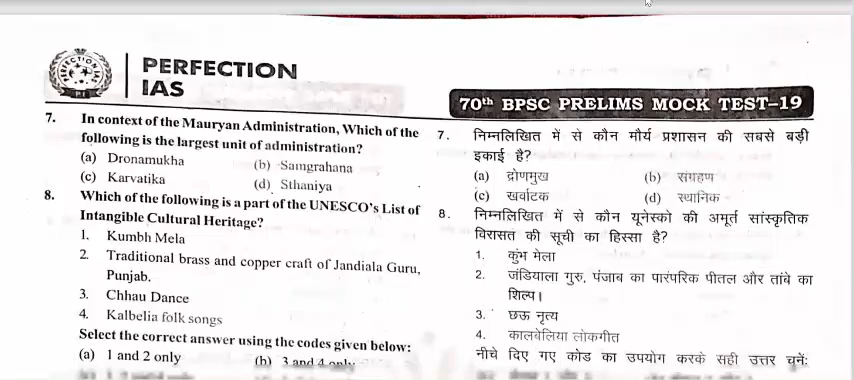 PERFECTION
IAS
70th BPSC PRELIMS MOCK TEST–19
7. In context of the Mauryan Administration, Which of the
following is the largest unit of administration?
(a) Dronamukha (b) Samgrahana
(c) Karvatika (d) Sthaniya
8. Which of the following is a part of the UNESCO's List of
Intangible Cultural Heritage?
1. Kumbh Mela
2. Traditional brass and copper craft of Jandiala Guru,
Punjab.
3. Chhau Dance
4. Kalbelia folk songs
Select the correct answer using the codes given below:
(a) 1 and 2 only (b) 3 and 4 only
7. निम्नलिखित में से कौन मौर्य प्रशासन की सबसे बड़ी
इकाई है?
(a) द्रोणमुख (b) संग्रहण
(c) खर्वाटक (d) स्थानिक
8. निम्नलिखित में से कौन यूनेस्को की अमूर्त सांस्कृतिक
विरासत की सूची का हिस्सा है?
1. कुंभ मेला
2. जंडियाला गुरु, पंजाब का पारंपरिक पीतल और तांबे का
शिल्प।
3. छऊ नृत्य
4. कालबेलिया लोकगीत
नीचे दिए गए कोड का उपयोग करके सही उत्तर चुनें: